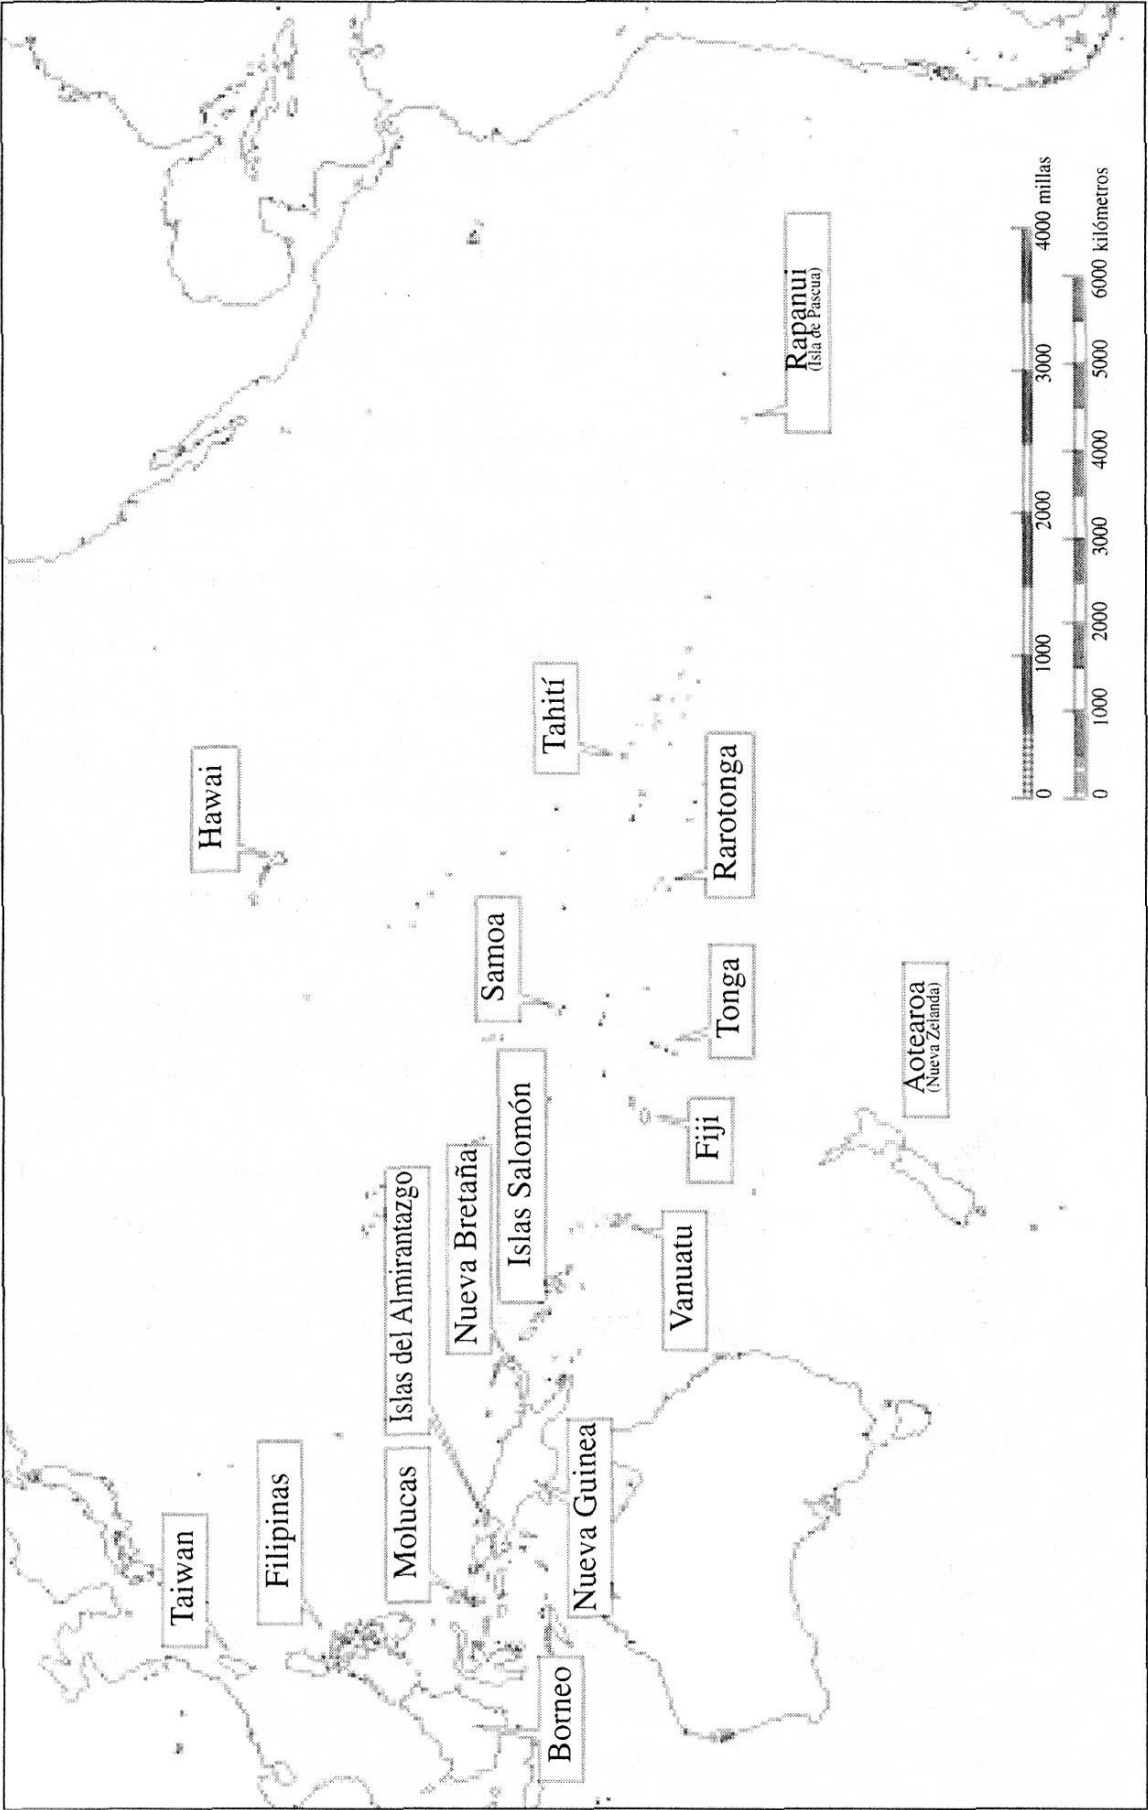 Hawai
Taiwan
Filipinas
Islas del Almirantazgo
Molucas
Nueva Bretaña
Samoa
Islas Salomón
Tahití
Borneo
Nueva Guinea
Vanuatu
Fiji
Tonga
Rarotonga
Rapanui
(Isla de Pascua)
Aotearoa
(Nueva Zelanda)
0 1000 2000 3000 4000 millas
0 1000 2000 3000 4000 5000 6000 kilómetros